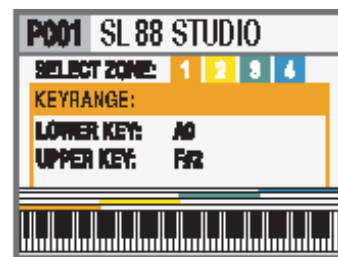 P001 SL 88 STUDIO
SELECT ZONE: 1 2 3 4
KEYRANGE:
LOWER KEY: A0
UPPER KEY: F#2